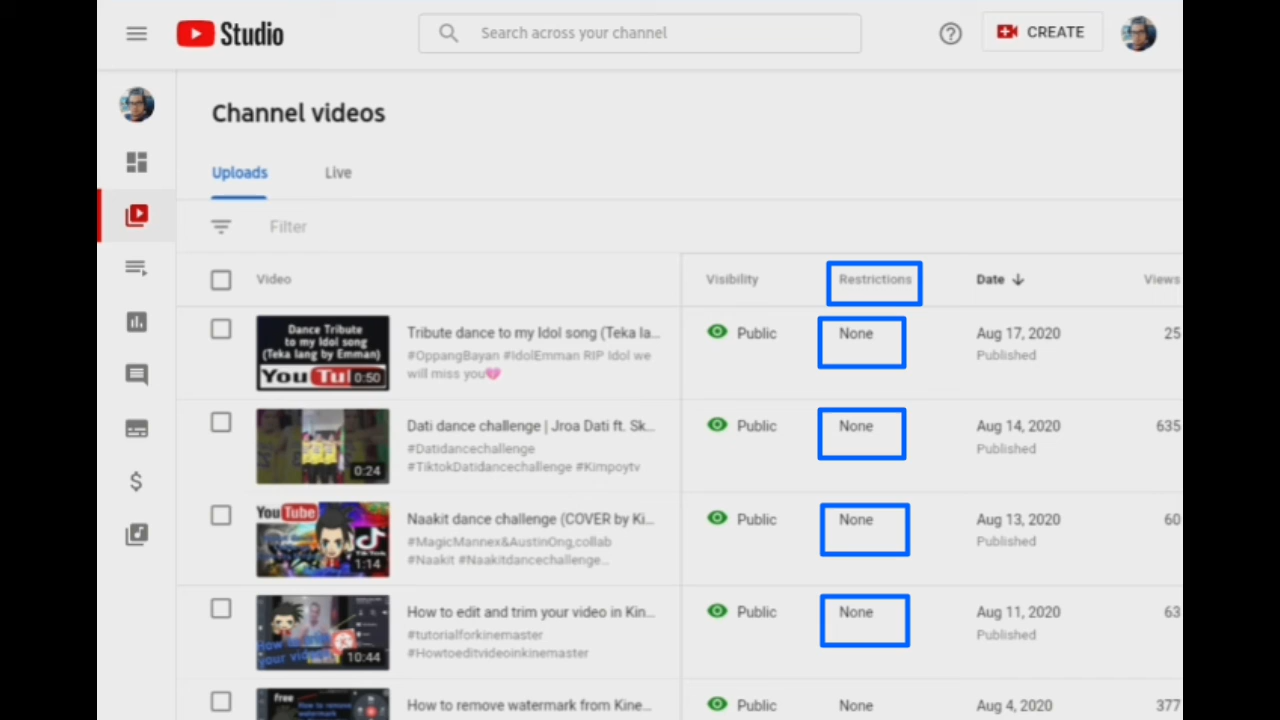 Studio
Search across your channel
CREATE
Channel videos
Uploads
Live
Filter
Video
Visibility
Restrictions
Date
Views
Dance Tribute
to my Idol song
(Teka lang by Emman)
0:50
Tribute dance to my Idol song (Teka la...
#OppangBayan #IdolEmman RIP Idol we
will miss you💔
Public
None
Aug 17, 2020
Published
25
0:24
Dati dance challenge | Jroa Dati ft. Sk...
#Datidancechallenge
#TiktokDatidancechallenge #Kimpoytv
Public
None
Aug 14, 2020
Published
635
YouTube
1:14
Naakit dance challenge (COVER by Ki...
#MagicMannex&AustinOng,collab
#Naakit #Naakitdancechallenge...
Public
None
Aug 13, 2020
Published
60
10:44
How to edit and trim your video in Kin...
#tutorialforkinemaster
#Howtoeditvideoinkinemaster
Public
None
Aug 11, 2020
Published
63
free
How to remove
watermark
How to remove watermark from Kine...
Public
None
Aug 4, 2020
377